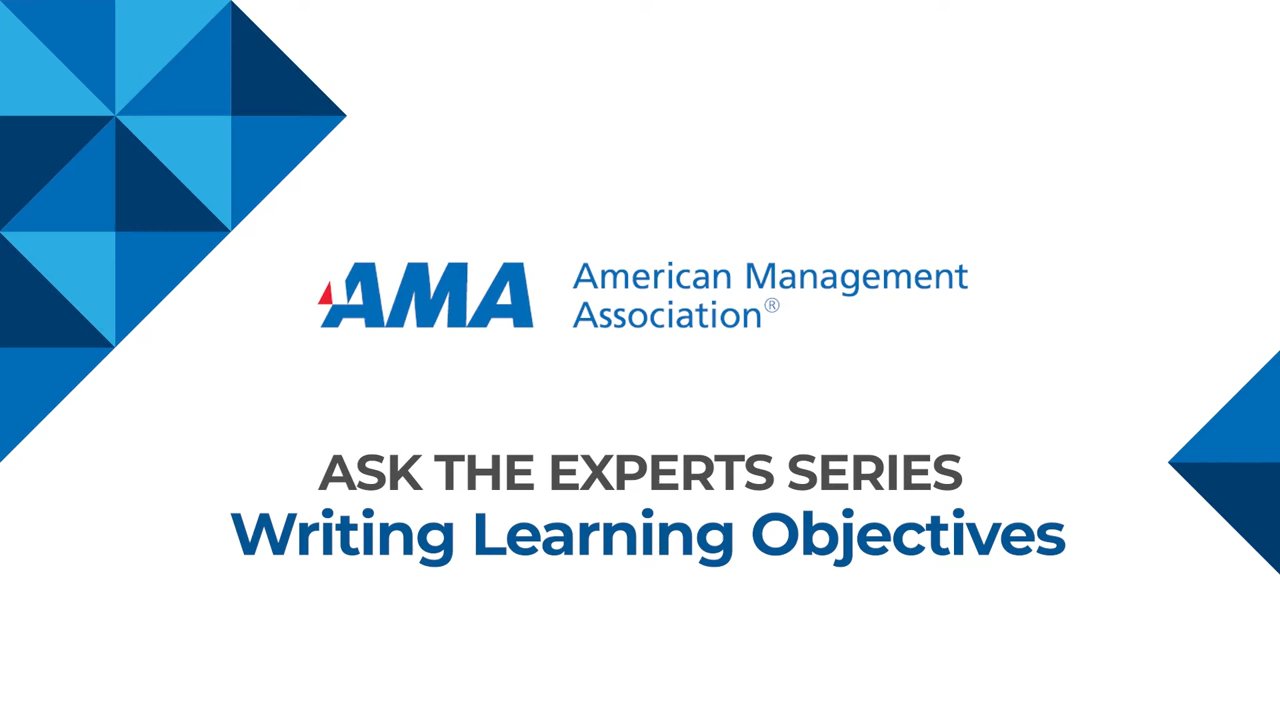 AMA
American Management
Association®
ASK THE EXPERTS SERIES
Writing Learning Objectives